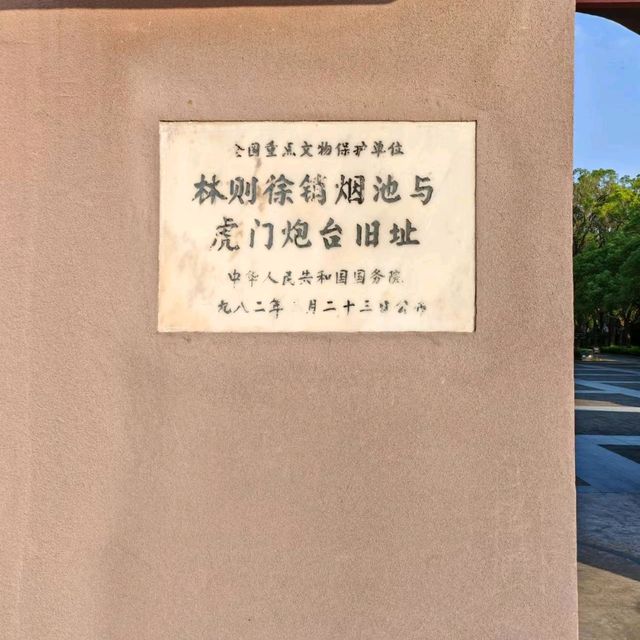 全国重点文物保护单位
林则徐销烟池与
虎门炮台旧址
中华人民共和国国务院
九八二年 月二十三日公布